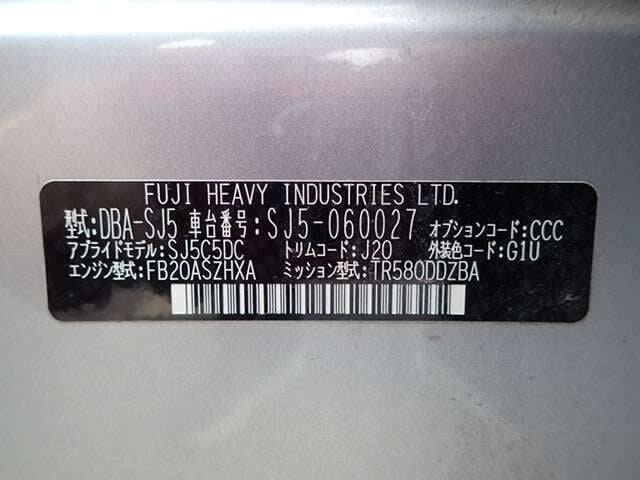 FUJI HEAVY INDUSTRIES LTD.
型式:DBA-SJ5 車台番号:SJ5-060027 オプションコード:CCC
アプライドモデル:SJ5C5DC トリムコード:J20 外装色コード:G1U
エンジン型式:FB20ASZHXA ミッション型式:TR580DDZBA